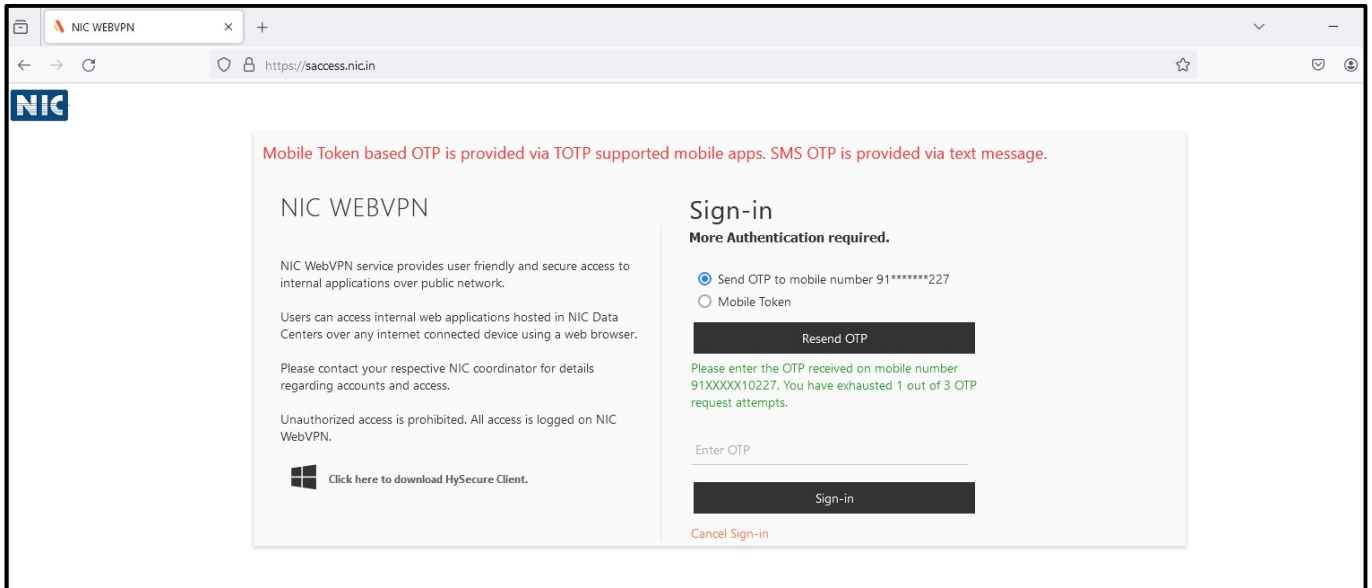 NIC WEBVPN
https://saccess.nic.in
NIC
Mobile Token based OTP is provided via TOTP supported mobile apps. SMS OTP is provided via text message.
NIC WEBVPN
NIC WebVPN service provides user friendly and secure access to
internal applications over public network.
Users can access internal web applications hosted in NIC Data
Centers over any internet connected device using a web browser.
Please contact your respective NIC coordinator for details
regarding accounts and access.
Unauthorized access is prohibited. All access is logged on NIC
WebVPN.
Click here to download HySecure Client.
Sign-in
More Authentication required.
Send OTP to mobile number 91*******227
Mobile Token
Resend OTP
Please enter the OTP received on mobile number
91XXXXX10227. You have exhausted 1 out of 3 OTP
request attempts.
Enter OTP
Sign-in
Cancel Sign-in